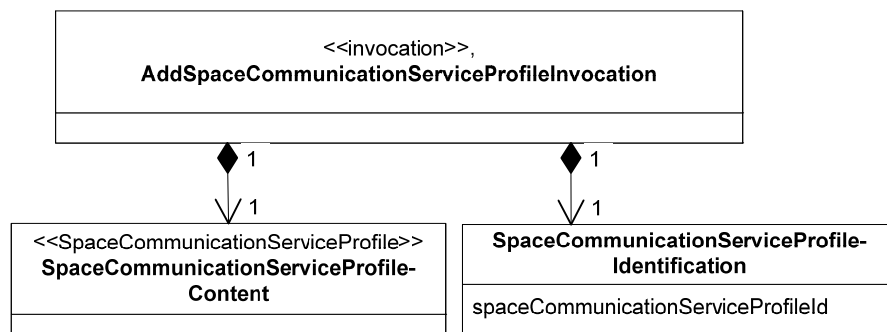 <<invocation>>,
AddSpaceCommunicationServiceProfileInvocation
1 1
1 1
<<SpaceCommunicationServiceProfile>>
SpaceCommunicationServiceProfile-
Content
SpaceCommunicationServiceProfile-
Identification
spaceCommunicationServiceProfileId